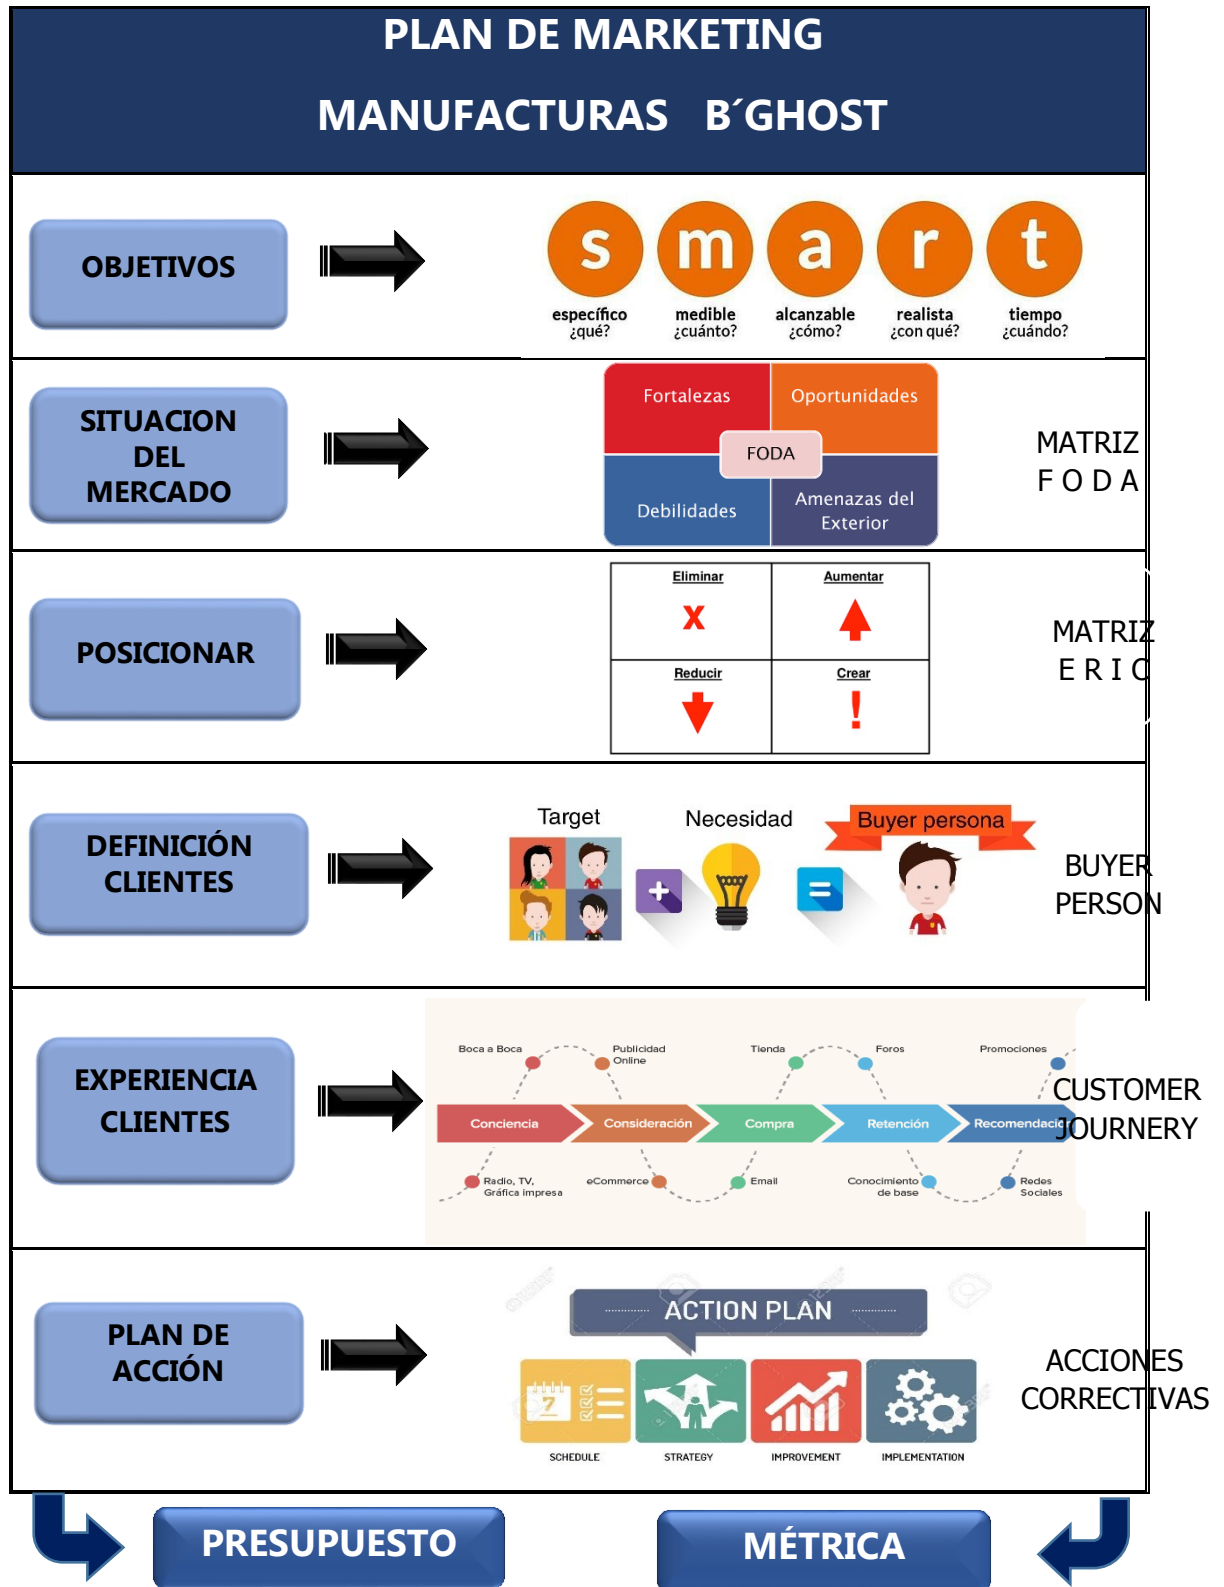 PLAN DE MARKETING
MANUFACTURAS B´GHOST
OBJETIVOS
s m a r t
específico medible alcanzable realista tiempo
¿qué? ¿cuánto? ¿cómo? ¿con qué? ¿cuándo?
SITUACION
DEL
MERCADO
Fortalezas Oportunidades
FODA
Debilidades
Amenazas del
Exterior
MATRIZ
F O D A
POSICIONAR
Eliminar Aumentar
X
Reducir Crear
!
MATRIZ
E R I C
DEFINICIÓN
CLIENTES
Target
Necesidad
Buyer persona
+ =
BUYER
PERSON
EXPERIENCIA
CLIENTES
Boca a Boca
Publicidad
Online
Tienda
Foros
Promociones
Conciencia Consideración Compra Retención Recomendació
Radio, TV,
Gráfica impresa
eCommerce
Email
Conocimiento
de base
Redes
Sociales
CUSTOMER
JOURNERY
PLAN DE
ACCIÓN
ACTION PLAN
7
SCHEDULE STRATEGY IMPROVEMENT IMPLEMENTATION
ACCIONES
CORRECTIVAS
PRESUPUESTO
MÉTRICA